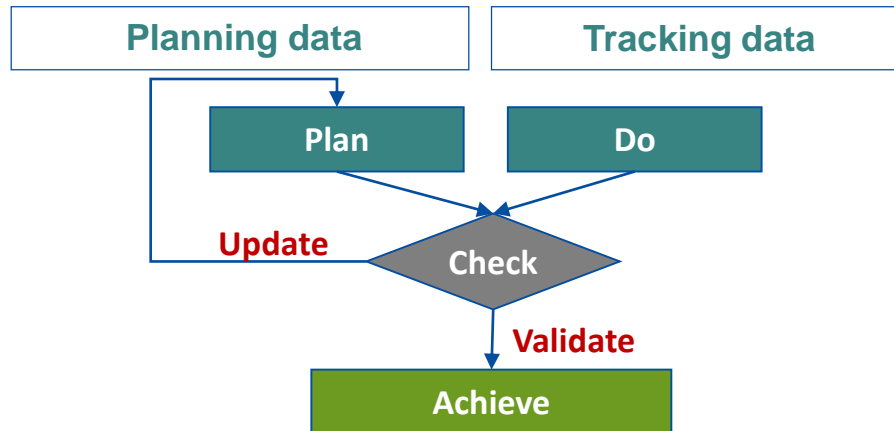 Planning data
Tracking data
Plan
Do
Update
Check
Validate
Achieve